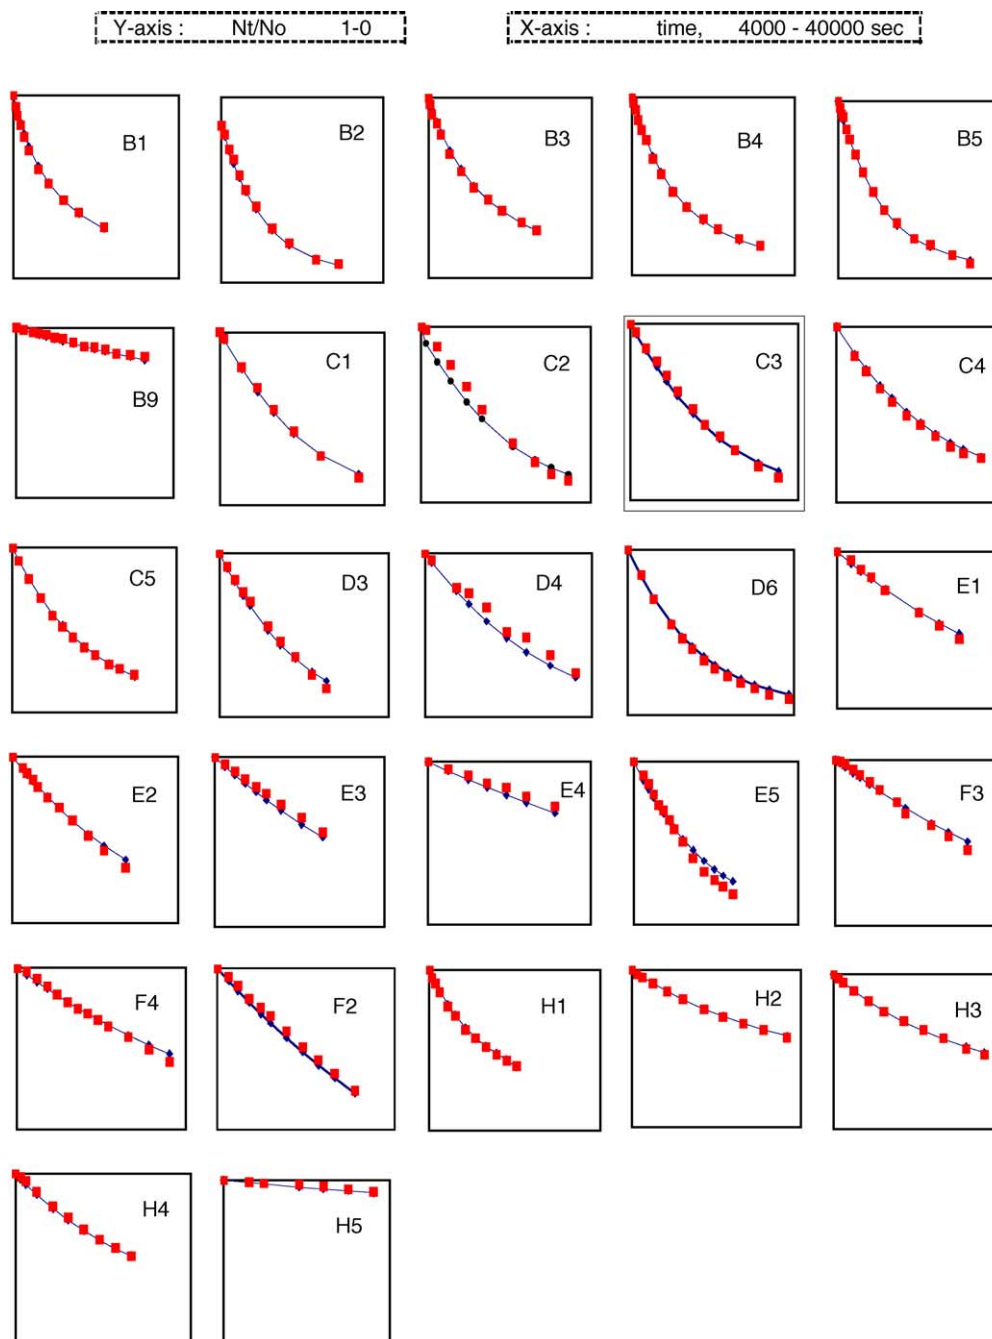 Y-axis : Nt/No 1-0 X-axis : time, 4000 - 40000 sec
B1 B2 B3 B4 B5
B9 C1 C2 C3 C4
C5 D3 D4 D6 E1
E2 E3 E4 E5 F3
F4 F2 H1 H2 H3
H4 H5